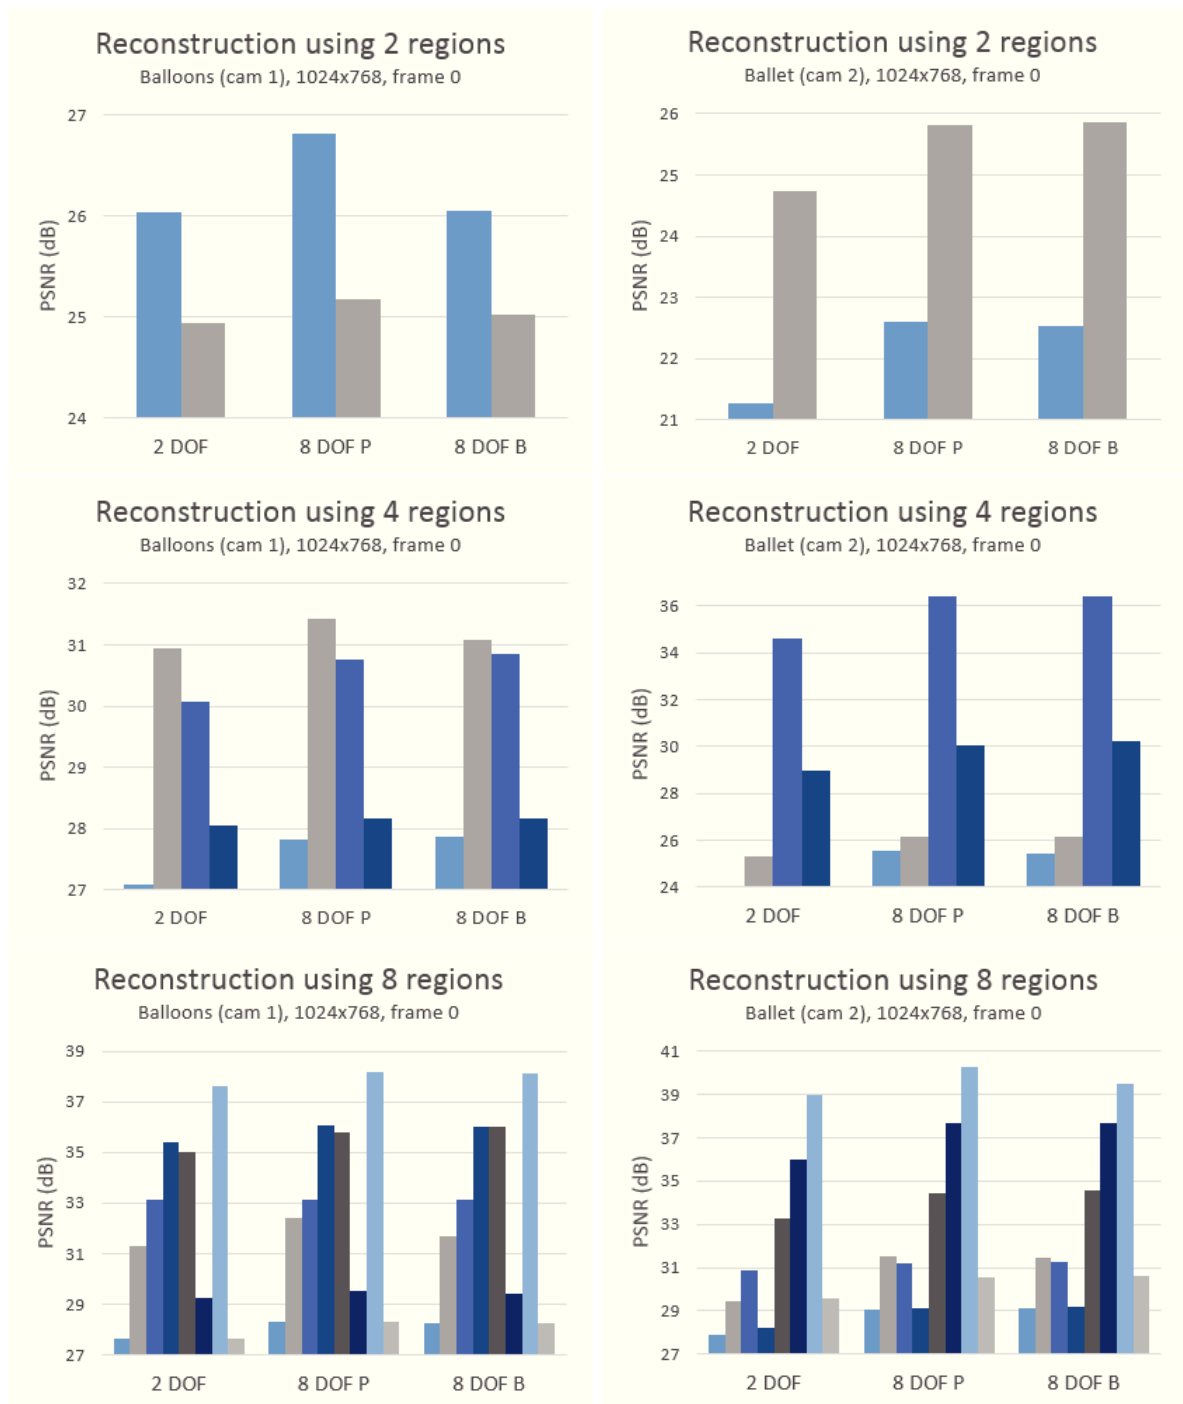 Reconstruction using 2 regions
Balloons (cam 1), 1024x768, frame 0
PSNR (dB)
27
26
25
24
2 DOF
8 DOF P
8 DOF B
Reconstruction using 2 regions
Ballet (cam 2), 1024x768, frame 0
PSNR (dB)
26
25
24
23
22
21
2 DOF
8 DOF P
8 DOF B
Reconstruction using 4 regions
Balloons (cam 1), 1024x768, frame 0
PSNR (dB)
32
31
30
29
28
27
2 DOF
8 DOF P
8 DOF B
Reconstruction using 4 regions
Ballet (cam 2), 1024x768, frame 0
PSNR (dB)
36
34
32
30
28
26
24
2 DOF
8 DOF P
8 DOF B
Reconstruction using 8 regions
Balloons (cam 1), 1024x768, frame 0
PSNR (dB)
39
37
35
33
31
29
27
2 DOF
8 DOF P
8 DOF B
Reconstruction using 8 regions
Ballet (cam 2), 1024x768, frame 0
PSNR (dB)
41
39
37
35
33
31
29
27
2 DOF
8 DOF P
8 DOF B